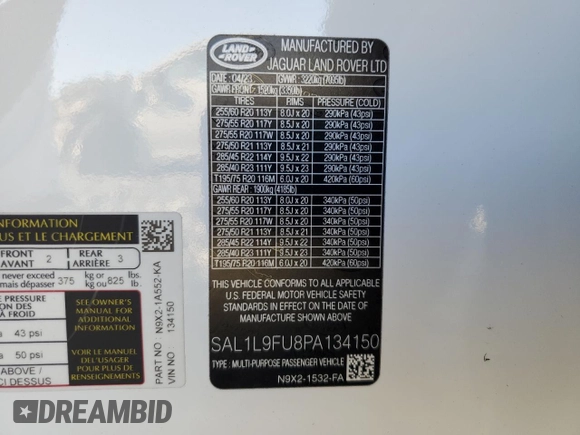 LAND ROVER
MANUFACTURED BY
JAGUAR LAND ROVER LTD
DATE : 04/23 GVWR : 3220kg (7095lb)
GAWR FRONT : 1520kg (3350lb)
TIRES RIMS PRESSURE (COLD)
255/60 R20 113Y 8.0J x 20 290kPa (43psi)
275/55 R20 117Y 8.0J x 20 290kPa (43psi)
275/55 R20 117W 8.0J x 20 290kPa (43psi)
275/50 R21 113Y 8.5J x 21 290kPa (43psi)
285/45 R22 114Y 9.5J x 22 290kPa (43psi)
285/40 R23 111Y 9.5J x 23 290kPa (43psi)
T195/75 R20 116M 6.0J x 20 420kPa (60psi)
GAWR REAR : 1900kg (4185lb)
255/60 R20 113Y 8.0J x 20 340kPa (50psi)
275/55 R20 117Y 8.0J x 20 340kPa (50psi)
275/55 R20 117W 8.0J x 20 340kPa (50psi)
275/50 R21 113Y 8.5J x 21 340kPa (50psi)
285/45 R22 114Y 9.5J x 22 340kPa (50psi)
285/40 R23 111Y 9.5J x 23 340kPa (50psi)
T195/75 R20 116M 6.0J x 20 420kPa (60psi)
THIS VEHICLE CONFORMS TO ALL APPLICABLE
U.S. FEDERAL MOTOR VEHICLE SAFETY, BUMPER,
AND THEFT PREVENTION STANDARDS IN EFFECT
ON THE DATE OF MANUFACTURE SHOWN ABOVE.
SAL1L9FU8PA134150
TYPE: MULTI-PURPOSE PASSENGER VEHICLE
N9X2-1532-FA
INFORMATION
US ET LE CHARGEMENT
FRONT 2 REAR 3
AVANT ARRIÈRE
never exceed 375 kg or 825 lbs.
mais dépasser kg ou lb.
E PRESSURE
ION DES
À FROID
43 psi
50 psi
/ OU
CI DESSUS
SEE OWNER'S
MANUAL FOR
ADDITIONAL
INFORMATION
VOIR LE MANUEL
DE L'USAGER
POUR PLUS DE
RENSEIGNEMENTS
PART NO N9X2-1A552-KA
VIN NO 134150
DREAMBID